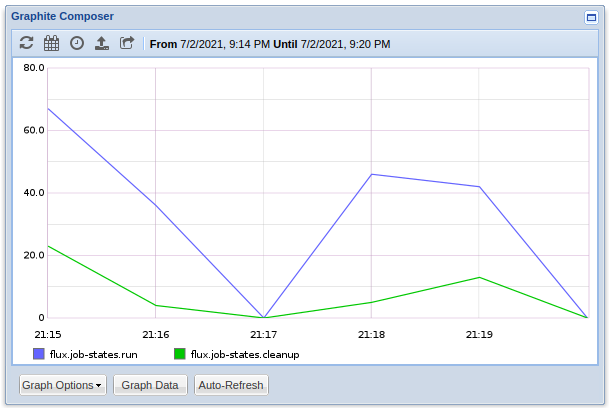 Graphite Composer
From 7/2/2021, 9:14 PM Until 7/2/2021, 9:20 PM
80.0
60.0
40.0
20.0
0
21:15 21:16 21:17 21:18 21:19
flux.job-states.run flux.job-states.cleanup
Graph Options Graph Data Auto-Refresh